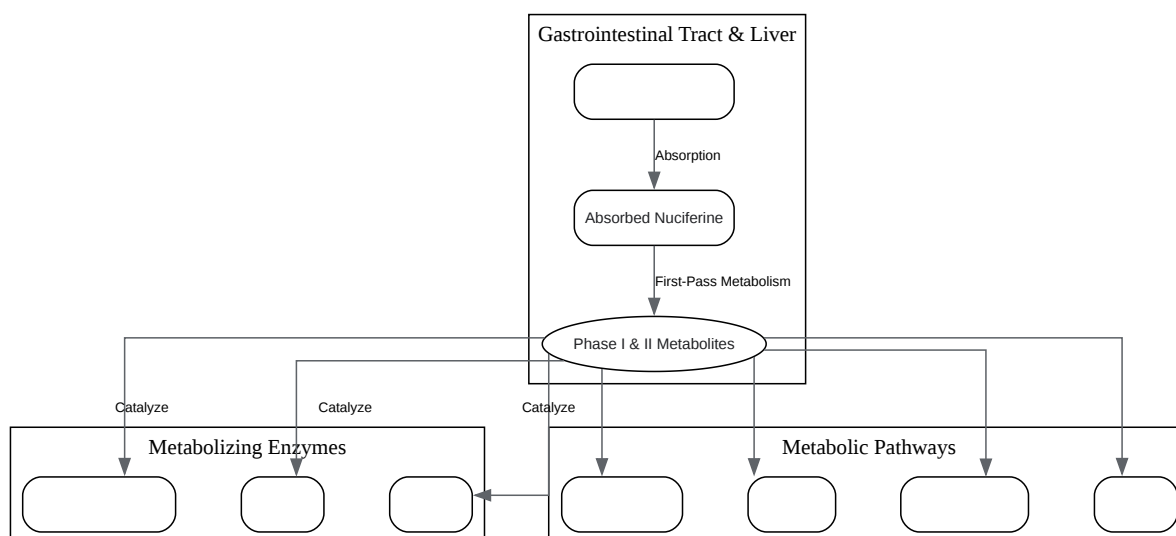 Gastrointestinal Tract & Liver
Absorption
Absorbed Nuciferine
First-Pass Metabolism
Phase I & II Metabolites
Catalyze
Catalyze
Catalyze
Metabolizing Enzymes
Metabolic Pathways